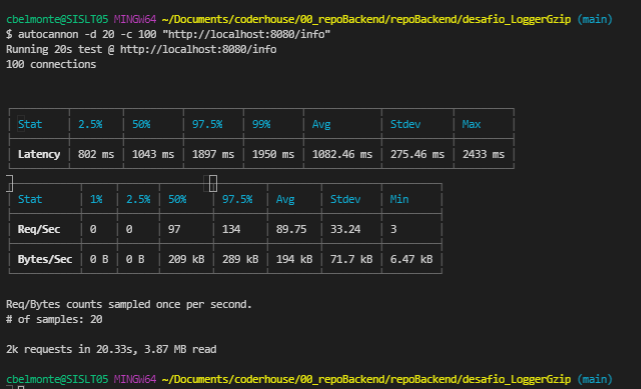 cbelmonte@SISLT05 MINGW64 ~/Documents/coderhouse/00_repoBackend/repoBackend/desafio_LoggerGzip (main)
$ autocannon -d 20 -c 100 "http://localhost:8080/info"
Running 20s test @ http://localhost:8080/info
100 connections
Stat 2.5% 50% 97.5% 99% Avg Stdev Max
Latency 802 ms 1043 ms 1897 ms 1950 ms 1082.46 ms 275.46 ms 2433 ms
Stat 1% 2.5% 50% 97.5% Avg Stdev Min
Req/Sec 0 0 97 134 89.75 33.24 3
Bytes/Sec 0 B 0 B 209 kB 289 kB 194 kB 71.7 kB 6.47 kB
Req/Bytes counts sampled once per second.
# of samples: 20
2k requests in 20.33s, 3.87 MB read
cbelmonte@SISLT05 MINGW64 ~/Documents/coderhouse/00_repoBackend/repoBackend/desafio_LoggerGzip (main)